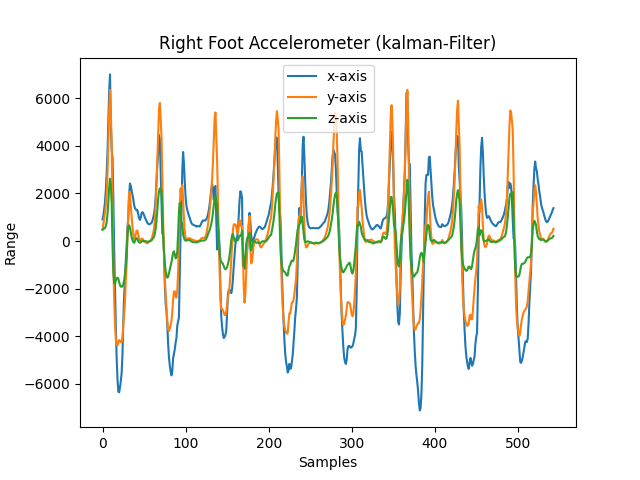 Right Foot Accelerometer (kalman-Filter)
x-axis
y-axis
z-axis
Range
6000
4000
2000
0
−2000
−4000
−6000
0 100 200 300 400 500
Samples